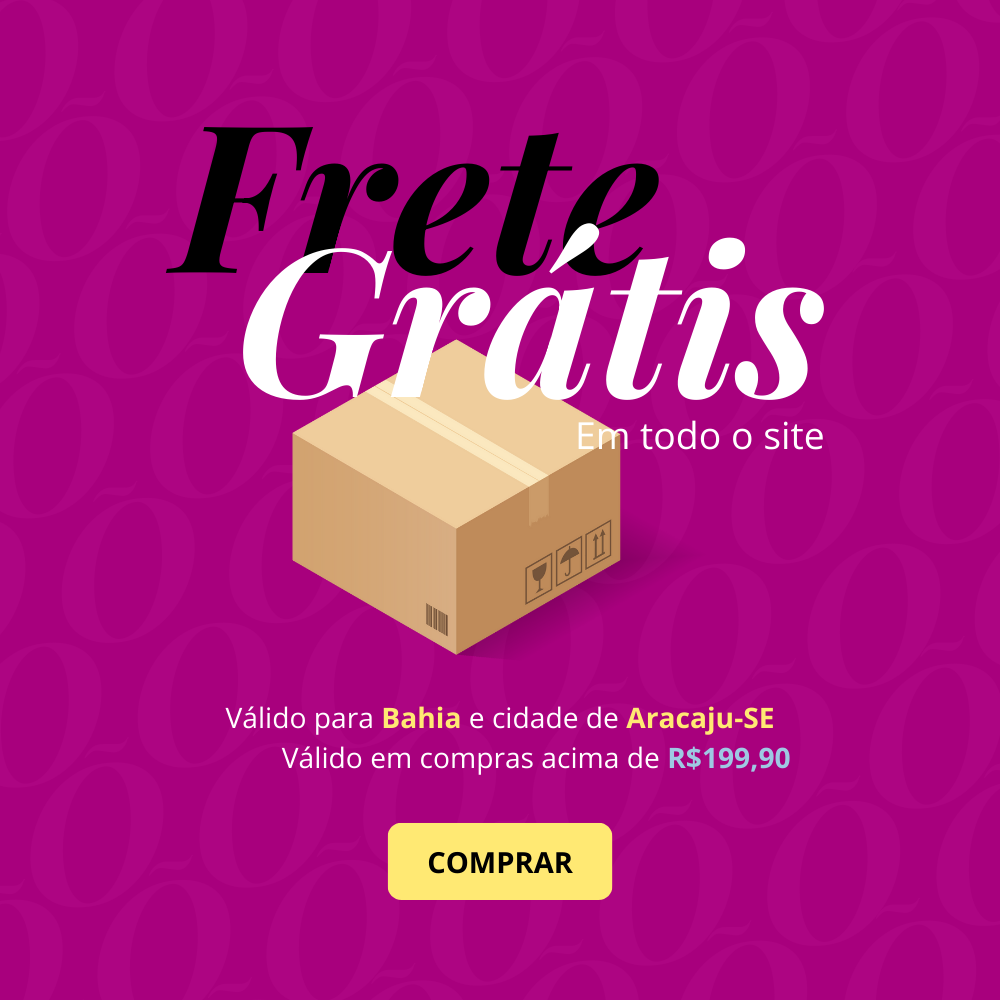 Frete
Grátis
Em todo o site
Válido para Bahia e cidade de Aracaju-SE
Válido em compras acima de R$199,90
COMPRAR